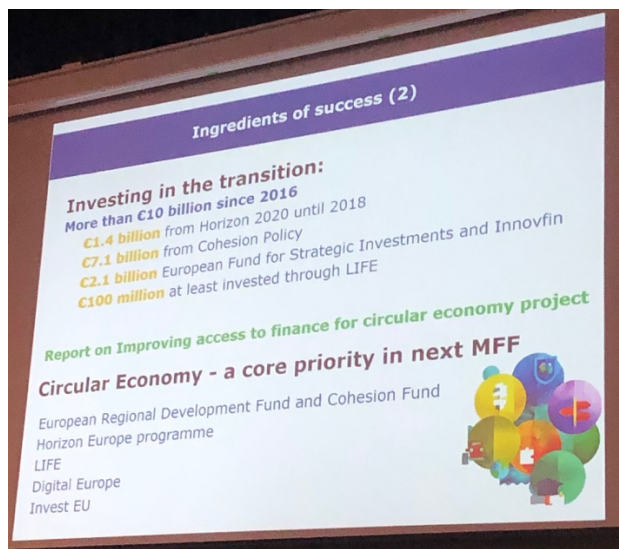 Ingredients of success (2)
Investing in the transition:
More than €10 billion since 2016
€1.4 billion from Horizon 2020 until 2018
€7.1 billion from Cohesion Policy
€2.1 billion European Fund for Strategic Investments and Innovfin
€100 million at least invested through LIFE
Report on Improving access to finance for circular economy project
Circular Economy - a core priority in next MFF
European Regional Development Fund and Cohesion Fund
Horizon Europe programme
LIFE
Digital Europe
Invest EU